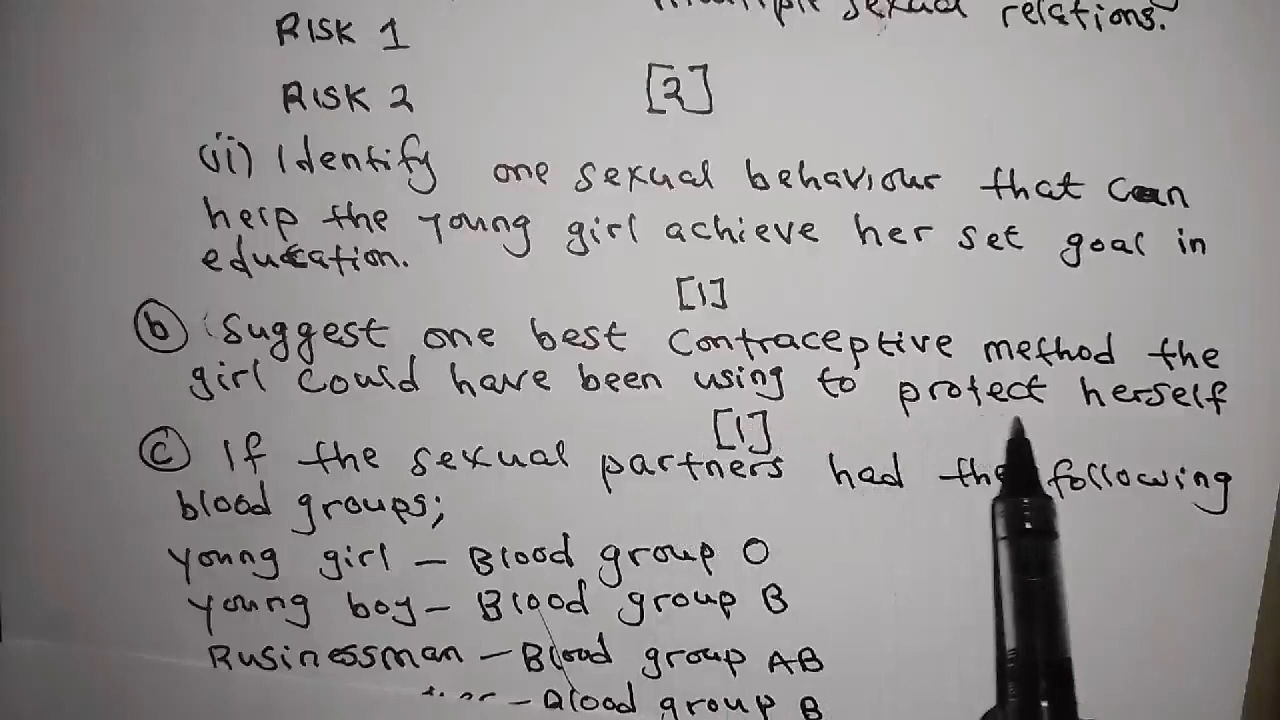 multiple sexual relations.
RISK 1
RISK 2 [2]
(ii) Identify one sexual behaviour that can
help the young girl achieve her set goal in
education.
[1]
(b) Suggest one best contraceptive method the
girl could have been using to protect herself
[1]
(c) If the sexual partners had the following
blood groups;
young girl – Blood group O
young boy – Blood group B
Businessman – Blood group AB
– Blood group B